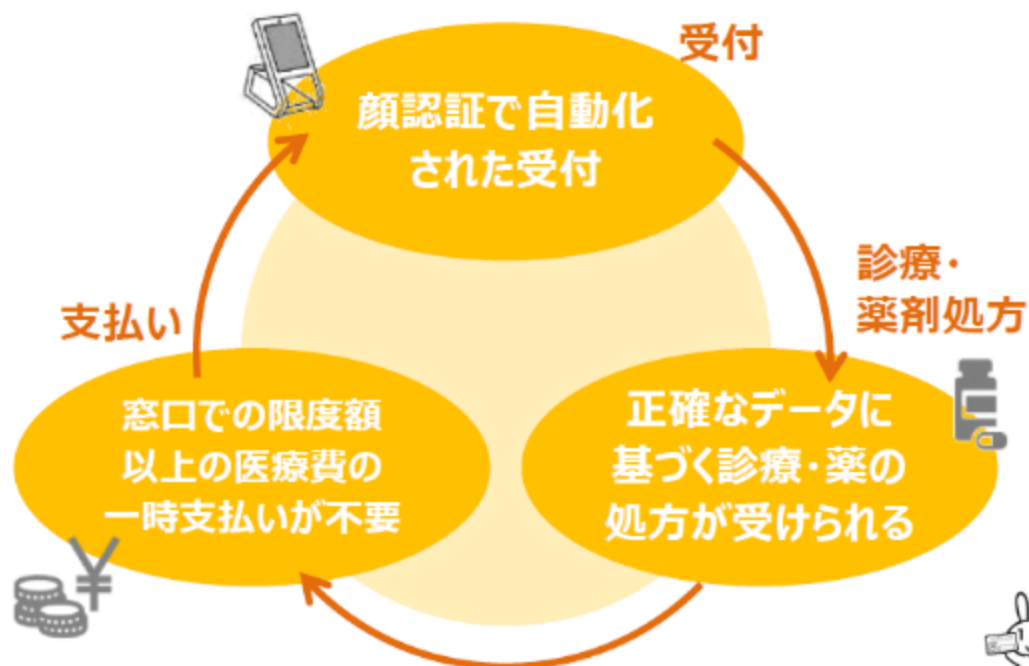 受付
顔認証で自動化
された受付
診療・
薬剤処方
正確なデータに
基づく診療・薬の
処方が受けられる
支払い
窓口での限度額
以上の医療費の
一時支払いが不要
¥